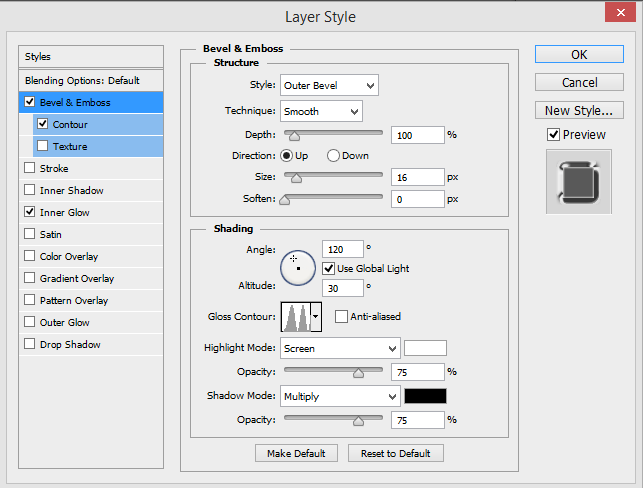 Layer Style
Styles
Blending Options: Default
Bevel & Emboss
Contour
Texture
Stroke
Inner Shadow
Inner Glow
Satin
Color Overlay
Gradient Overlay
Pattern Overlay
Outer Glow
Drop Shadow
Bevel & Emboss
Structure
Style: Outer Bevel
Technique: Smooth
Depth: 100 %
Direction: Up Down
Size: 16 px
Soften: 0 px
Shading
Angle: 120 °
Use Global Light
Altitude: 30 °
Gloss Contour: Anti-aliased
Highlight Mode: Screen
Opacity: 75 %
Shadow Mode: Multiply
Opacity: 75 %
Make Default Reset to Default
OK
Cancel
New Style...
Preview